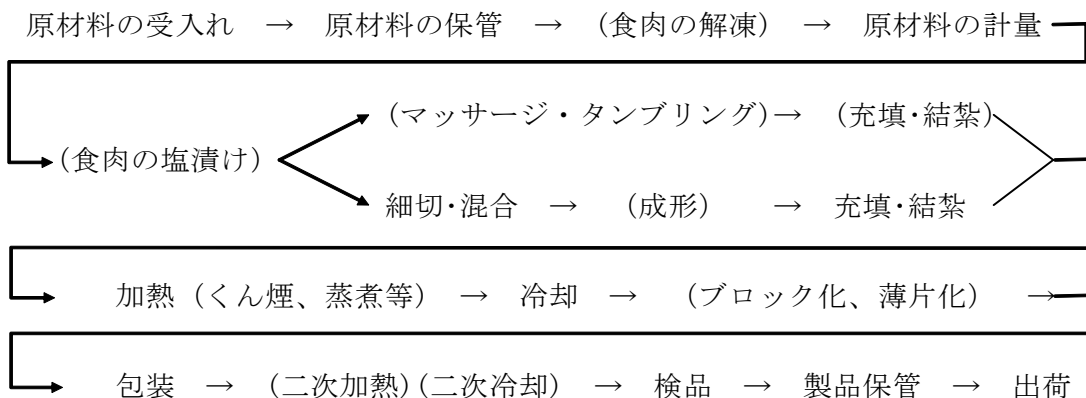 原材料の受入れ → 原材料の保管 → (食肉の解凍) → 原材料の計量
(マッサージ・タンブリング)→ (充填・結紮)
(食肉の塩漬け)
細切・混合 → (成形) → 充填・結紮
加熱(くん煙、蒸煮等) → 冷却 → (ブロック化、薄片化) →
包装 → (二次加熱)(二次冷却) → 検品 → 製品保管 → 出荷